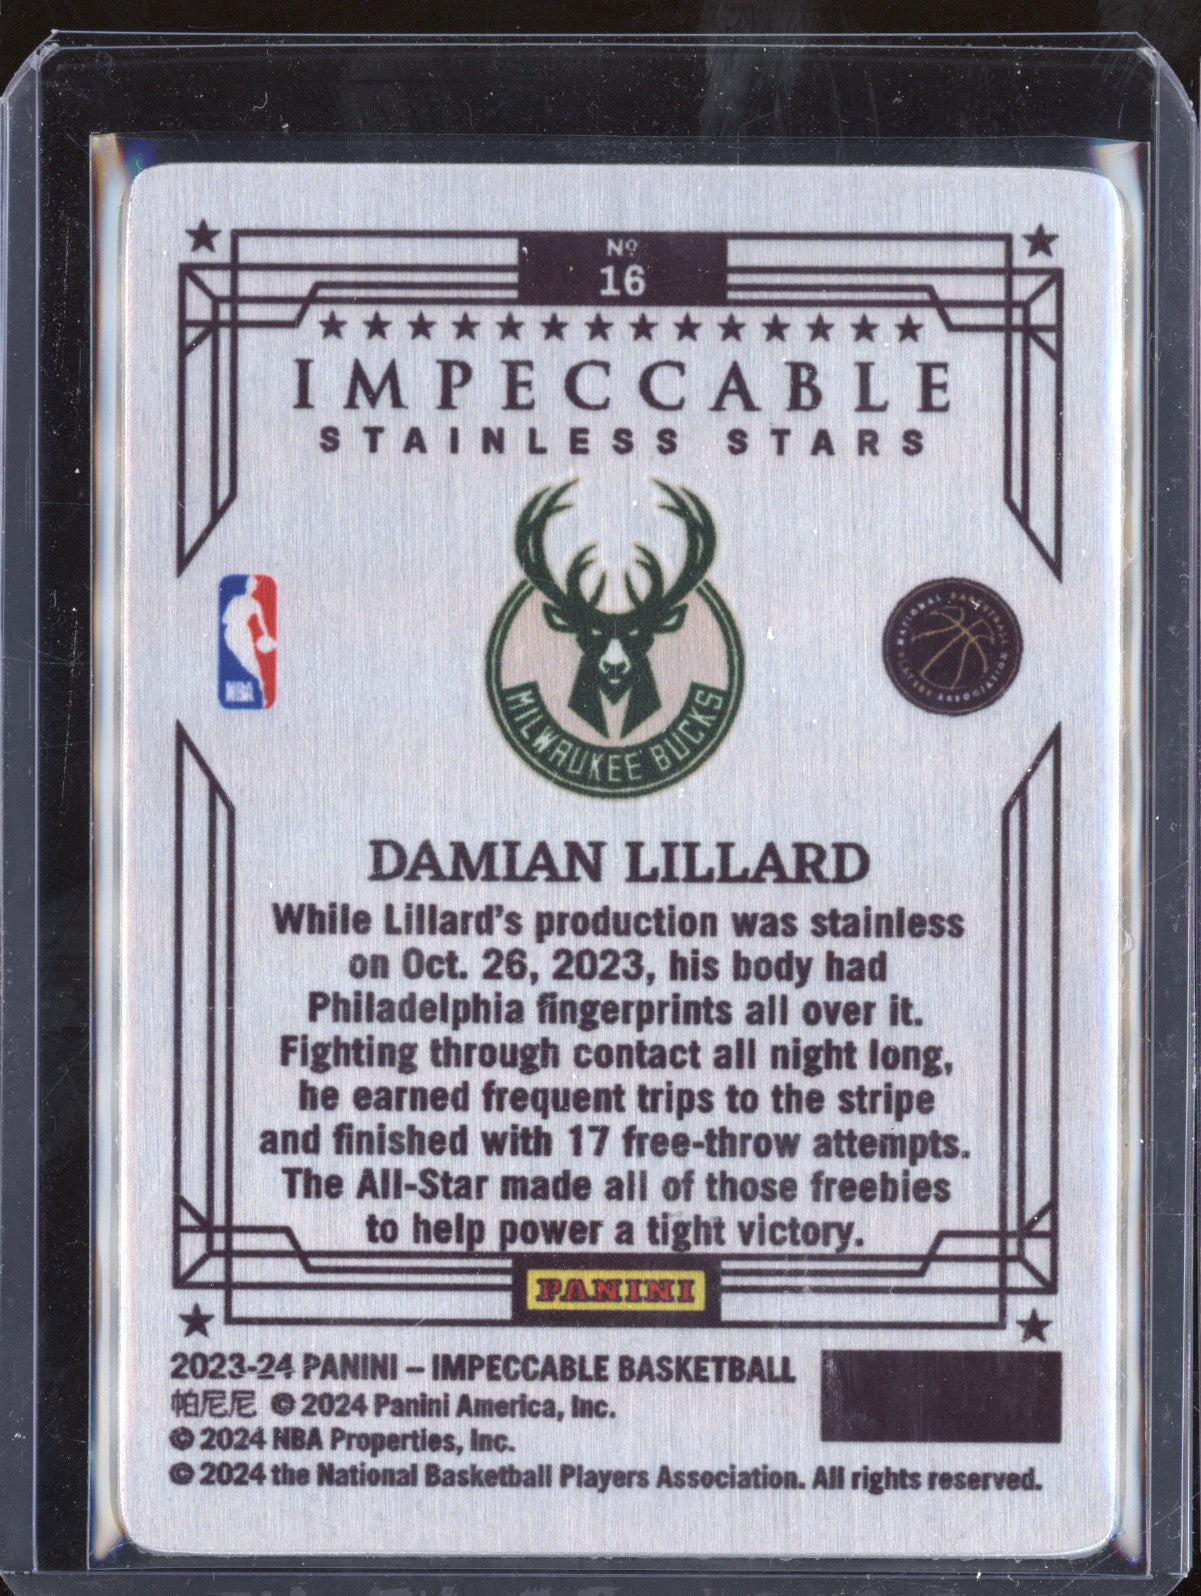 Nº
16
IMPECCABLE
STAINLESS STARS
NBA
NATIONAL BASKETBALL
PLAYERS ASSOCIATION
MILWAUKEE BUCKS
DAMIAN LILLARD
While Lillard's production was stainless
on Oct. 26, 2023, his body had
Philadelphia fingerprints all over it.
Fighting through contact all night long,
he earned frequent trips to the stripe
and finished with 17 free-throw attempts.
The All-Star made all of those freebies
to help power a tight victory.
PANINI
2023-24 PANINI – IMPECCABLE BASKETBALL
帕尼尼 © 2024 Panini America, Inc.
© 2024 NBA Properties, Inc.
© 2024 the National Basketball Players Association. All rights reserved.